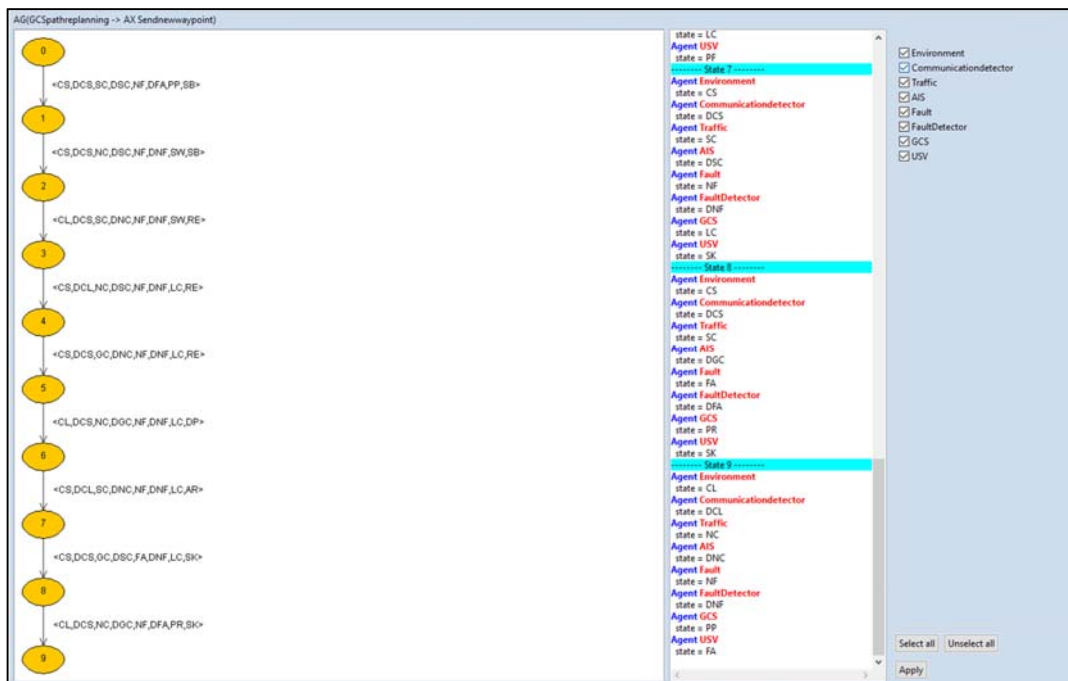 AG(GCSpathreplanning -> AX Sendnewwaypoint)
0
<CS,DCS,SC,DSC,NF,DFA,PP,SB>
1
<CS,DCS,NC,DSC,NF,DNF,SW,SB>
2
<CL,DCS,SC,DNC,NF,DNF,SW,RE>
3
<CS,DCL,NC,DSC,NF,DNF,LC,RE>
4
<CS,DCS,GC,DNC,NF,DNF,LC,RE>
5
<CL,DCS,NC,DGC,NF,DNF,LC,DP>
6
<CS,DCL,SC,DNC,NF,DNF,LC,AR>
7
<CS,DCS,GC,DSC,FA,DNF,LC,SK>
8
<CL,DCS,NC,DGC,NF,DFA,PR,SK>
9
state = LC
Agent USV
state = PF
-------- State 7 --------
Agent Environment
state = CS
Agent Communicationdetector
state = DCS
Agent Traffic
state = SC
Agent AIS
state = DSC
Agent Fault
state = NF
Agent FaultDetector
state = DNF
Agent GCS
state = LC
Agent USV
state = SK
-------- State 8 --------
Agent Environment
state = CS
Agent Communicationdetector
state = DCS
Agent Traffic
state = SC
Agent AIS
state = DGC
Agent Fault
state = FA
Agent FaultDetector
state = DFA
Agent GCS
state = PR
Agent USV
state = SK
-------- State 9 --------
Agent Environment
state = CL
Agent Communicationdetector
state = DCL
Agent Traffic
state = NC
Agent AIS
state = DNC
Agent Fault
state = NF
Agent FaultDetector
state = DNF
Agent GCS
state = PP
Agent USV
state = FA
Environment
Communicationdetector
Traffic
AIS
Fault
FaultDetector
GCS
USV
Select all Unselect all
Apply